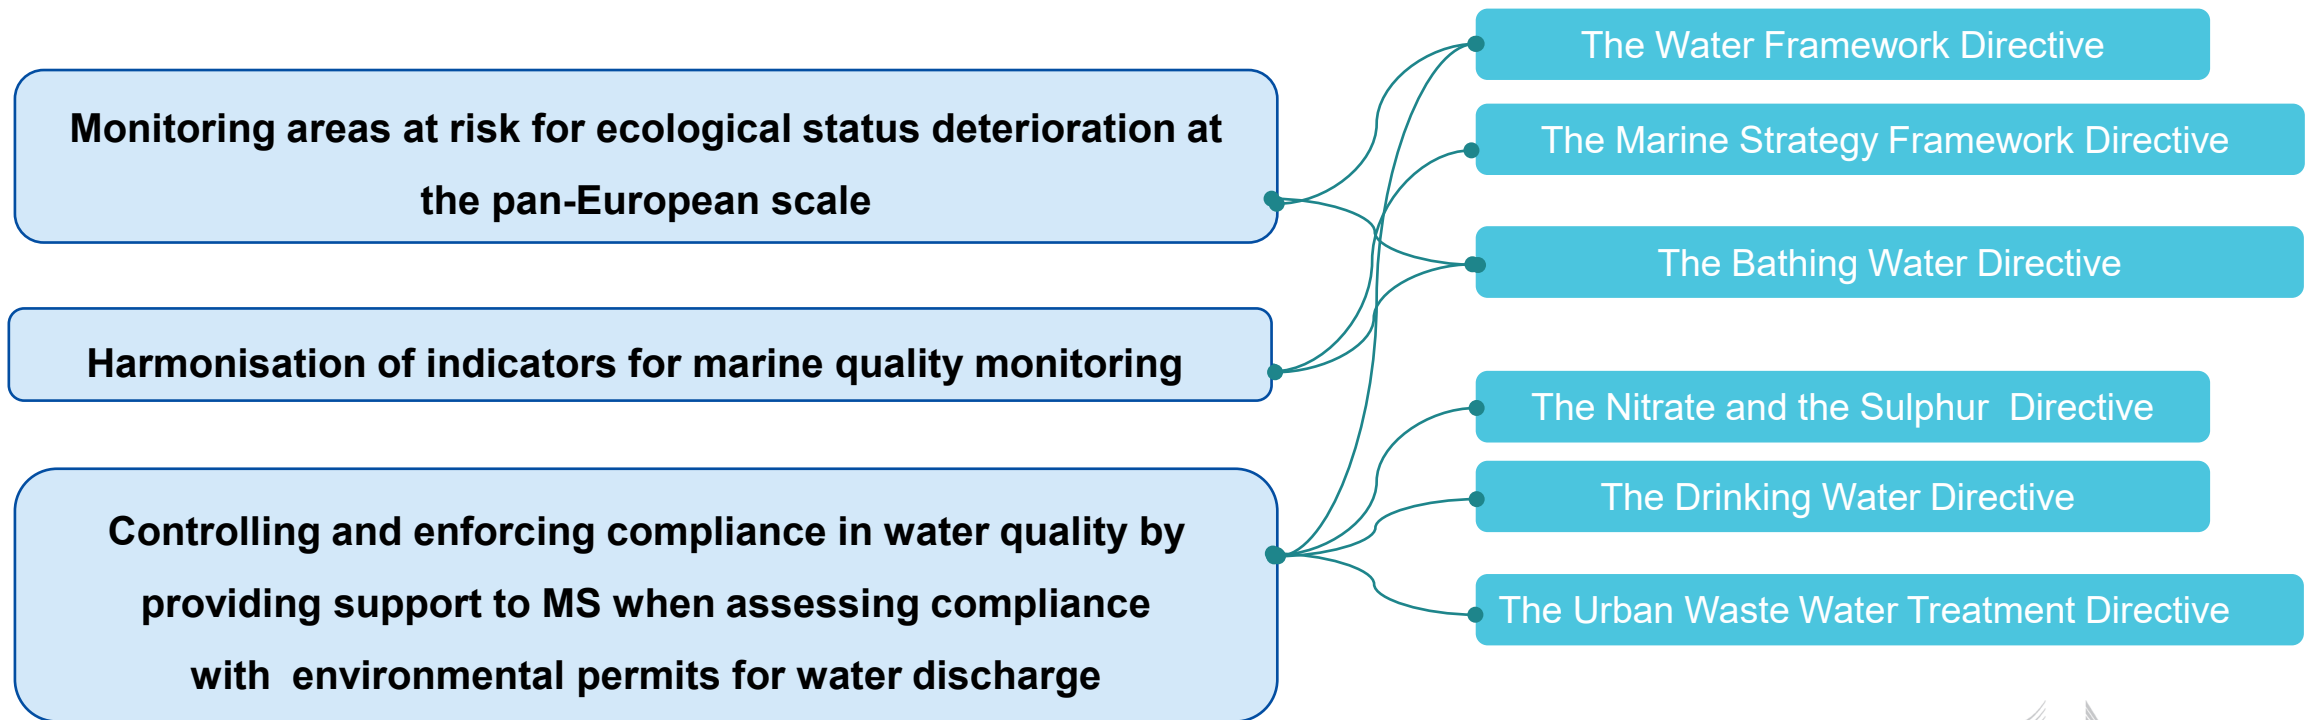 Monitoring areas at risk for ecological status deterioration at
the pan-European scale
Harmonisation of indicators for marine quality monitoring
Controlling and enforcing compliance in water quality by
providing support to MS when assessing compliance
with  environmental permits for water discharge
The Water Framework Directive
The Marine Strategy Framework Directive
The Bathing Water Directive
The Nitrate and the Sulphur  Directive
The Drinking Water Directive
The Urban Waste Water Treatment Directive